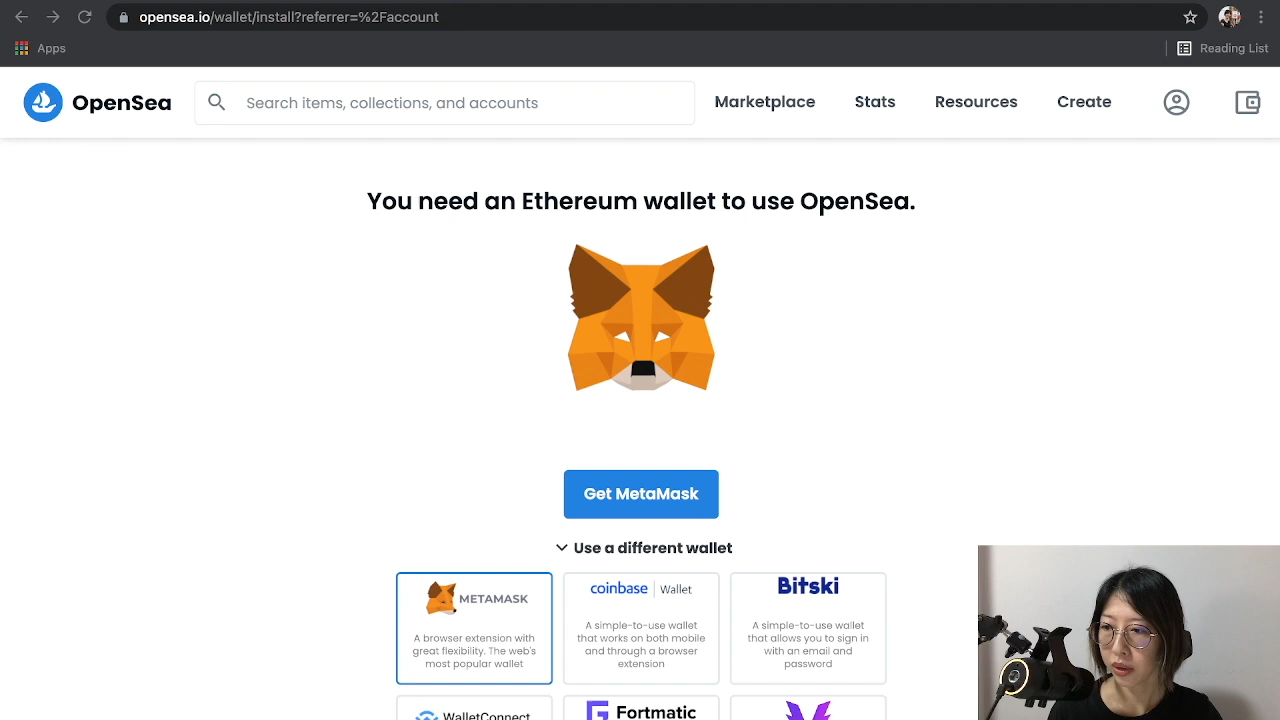 opensea.io/wallet/install?referrer=%2Faccount
Apps
Reading List
OpenSea
Search items, collections, and accounts
Marketplace
Stats
Resources
Create
You need an Ethereum wallet to use OpenSea.
Get MetaMask
Use a different wallet
METAMASK
A browser extension with
great flexibility. The web's
most popular wallet
coinbase | Wallet
A simple-to-use wallet
that works on both mobile
and through a browser
extension
Bitski
A simple-to-use wallet
that allows you to sign in
with an email and
password
WalletConnect
Fortmatic